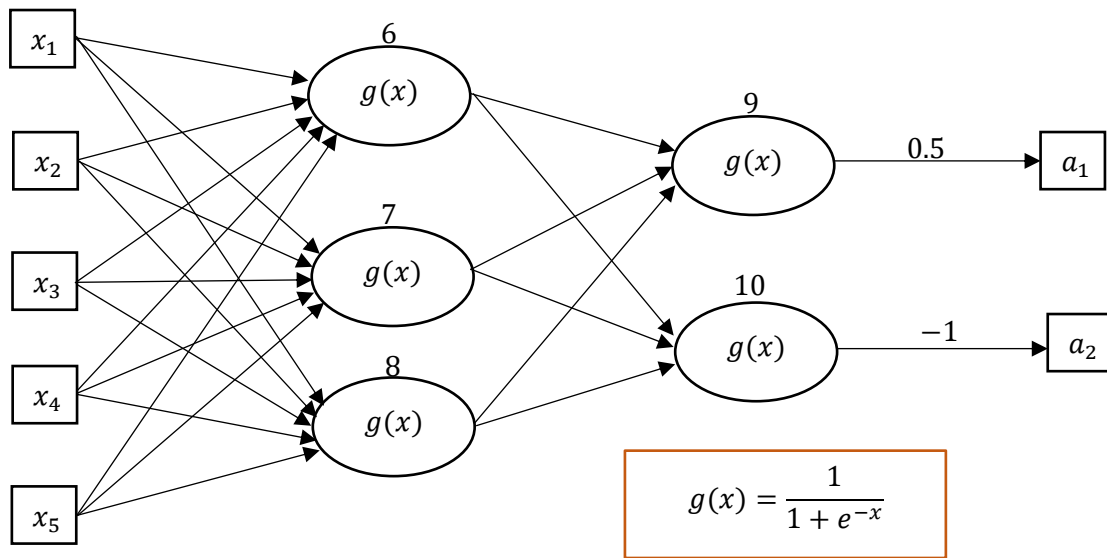 x₁
6
g(x)
x₂
9
g(x)
0.5
a₁
7
g(x)
x₃
10
g(x)
−1
a₂
x₄
8
g(x)
x₅
g(x) = 1 / (1 + e⁻ˣ)